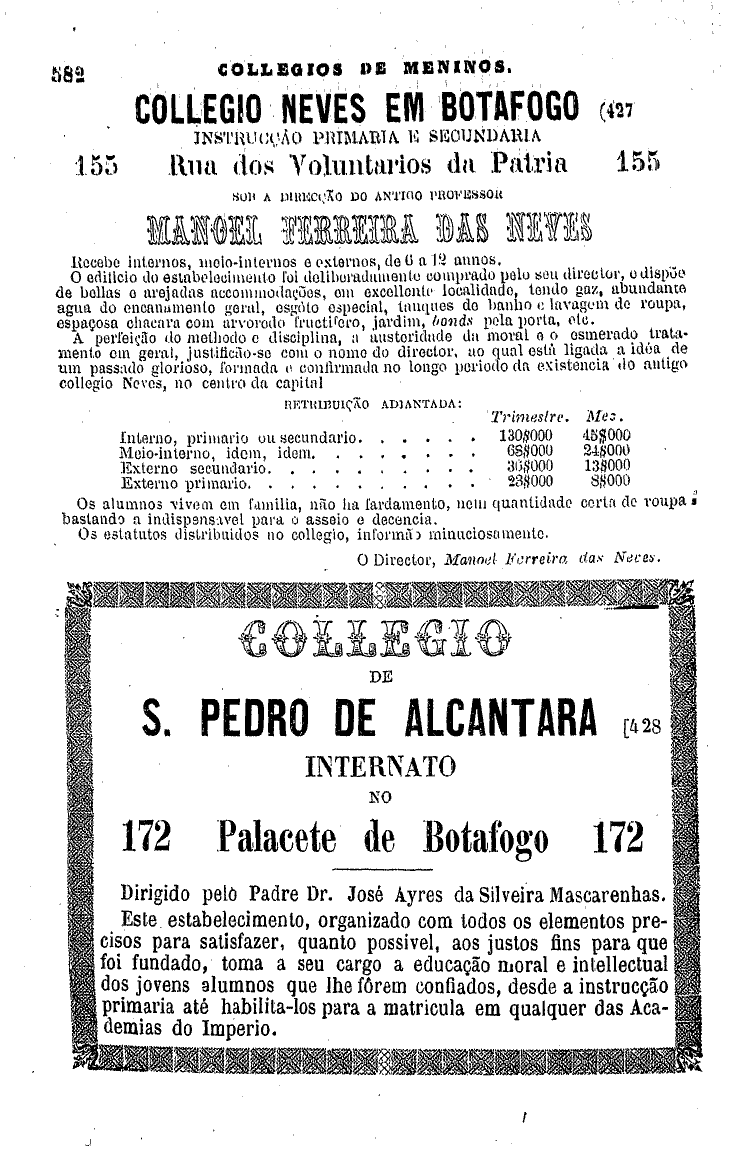 582
COLLEGIOS DE MENINOS.
COLLEGIO NEVES EM BOTAFOGO (427
INSTRUCÇÃO PRIMARIA E SECUNDARIA
155 Rua dos Voluntarios da Patria 155
SOB A DIRECÇÃO DO ANTIGO PROFESSOR
MANOEL FERREIRA DAS NEVES
Recebe internos, meio-internos e externos, de 6 a 12 annos.
O edificio do estabelecimento foi deliberadamente comprado pelo seu director, e dispõe
de bellas e arejadas accommodações, em excellente localidade, tendo gaz, abundante
agua do encanamento geral, esgôto especial, tanques de banho e lavagem de roupa,
espaçosa chacara com arvoredo fructifero, jardim, bonds pela porta, etc.
A perfeição do methodo e disciplina, a austoridade da moral e o esmerado trata-
mento em geral, justificão-se com o nome do director, ao qual está ligada a idéa de
um passado glorioso, formada e confirmada no longo periodo da existencia do antigo
collegio Neves, no centro da capital
RETRIBUIÇÃO ADIANTADA:
Trimestre. Mez.
Interno, primario ou secundario. . . . . . 130$000 45$000
Meio-interno, idem, idem. . . . . . . . 68$000 24$000
Externo secundario. . . . . . . . . . 36$000 13$000
Externo primario. . . . . . . . . . . 23$000 8$000
Os alumnos vivem em familia, não ha fardamento, nem quantidade certa de roupa
bastando a indispensavel para o asseio e decencia.
Os estatutos distribuidos no collegio, informão minuciosamente.
O Director, Manoel Ferreira das Neves.
COLLEGIO
DE
S. PEDRO DE ALCANTARA [428
INTERNATO
NO
172 Palacete de Botafogo 172
Dirigido pelo Padre Dr. José Ayres da Silveira Mascarenhas.
Este estabelecimento, organizado com todos os elementos pre-
cisos para satisfazer, quanto possivel, aos justos fins para que
foi fundado, toma a seu cargo a educação moral e intellectual
dos jovens alumnos que lhe fôrem confiados, desde a instrucção
primaria até habilita-los para a matricula em qualquer das Aca-
demias do Imperio.